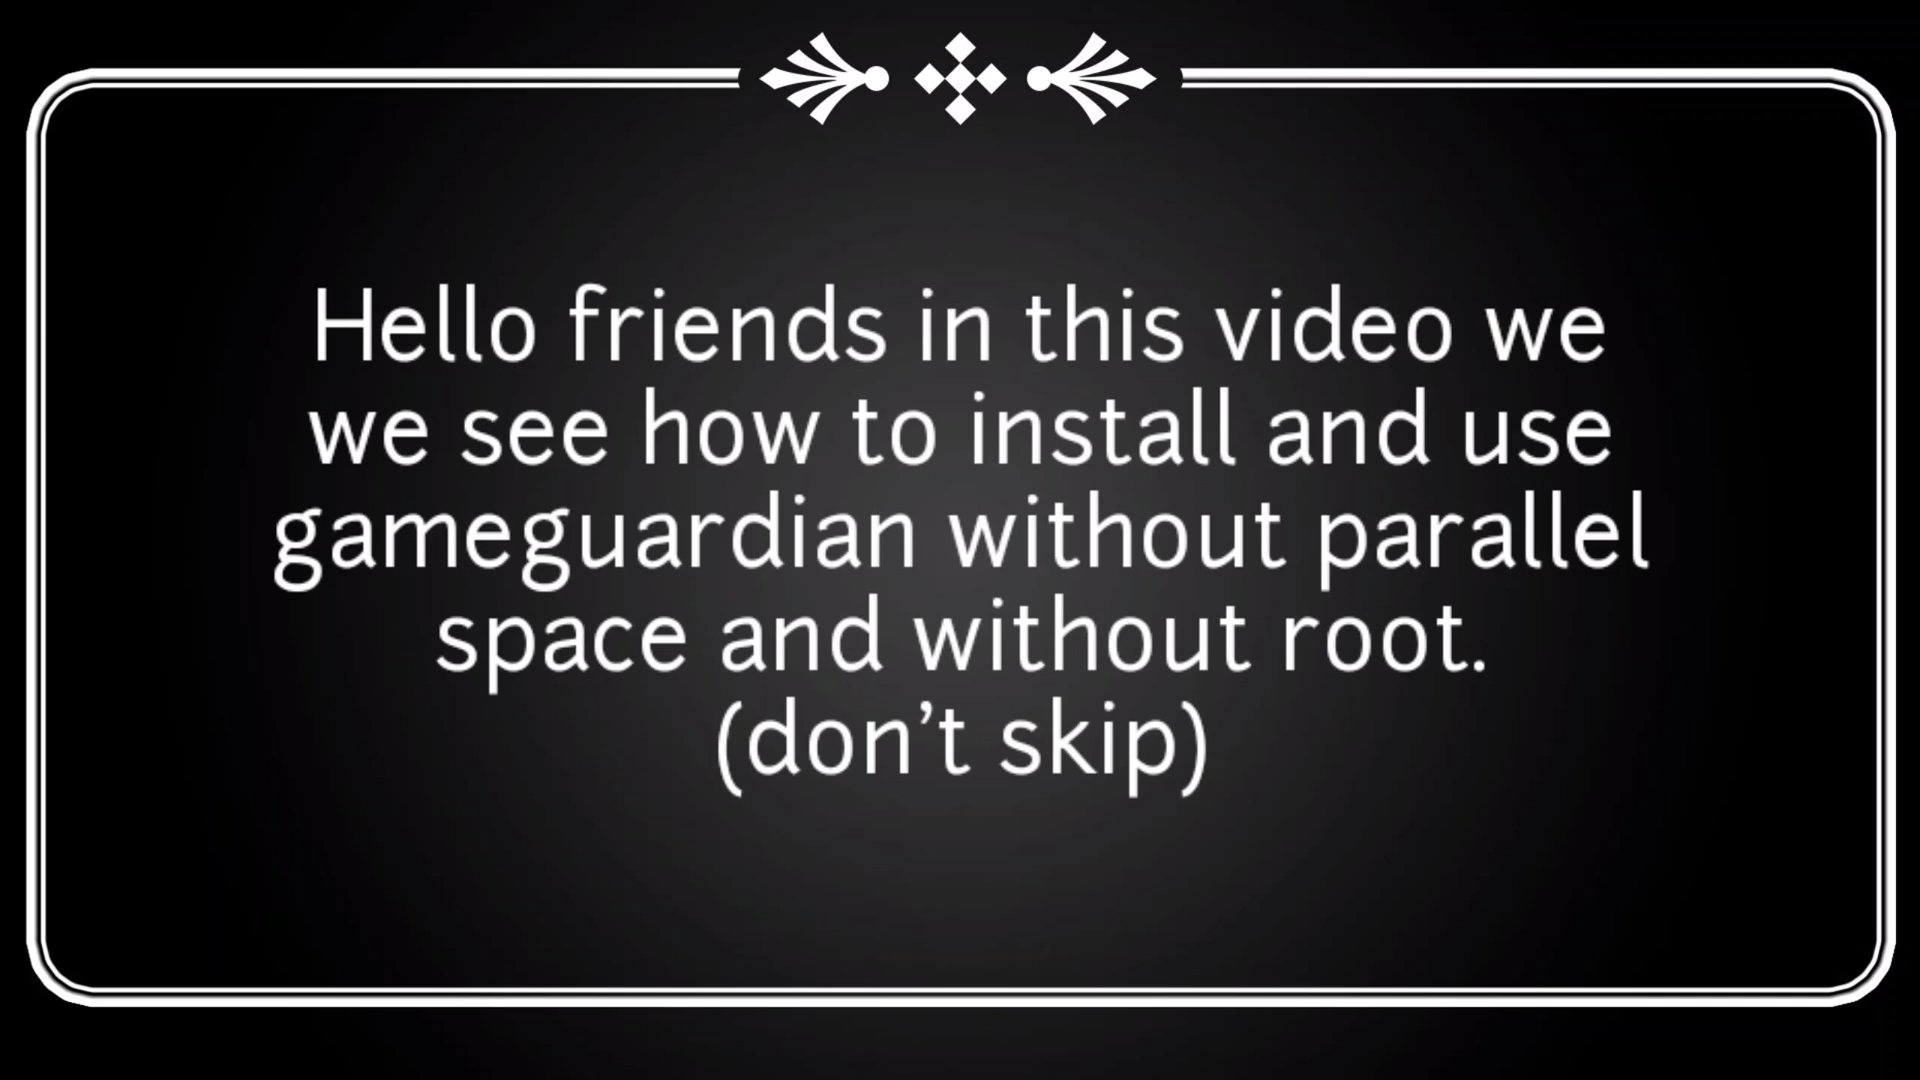 Hello friends in this video we
we see how to install and use
gameguardian without parallel
space and without root.
(don’t skip)